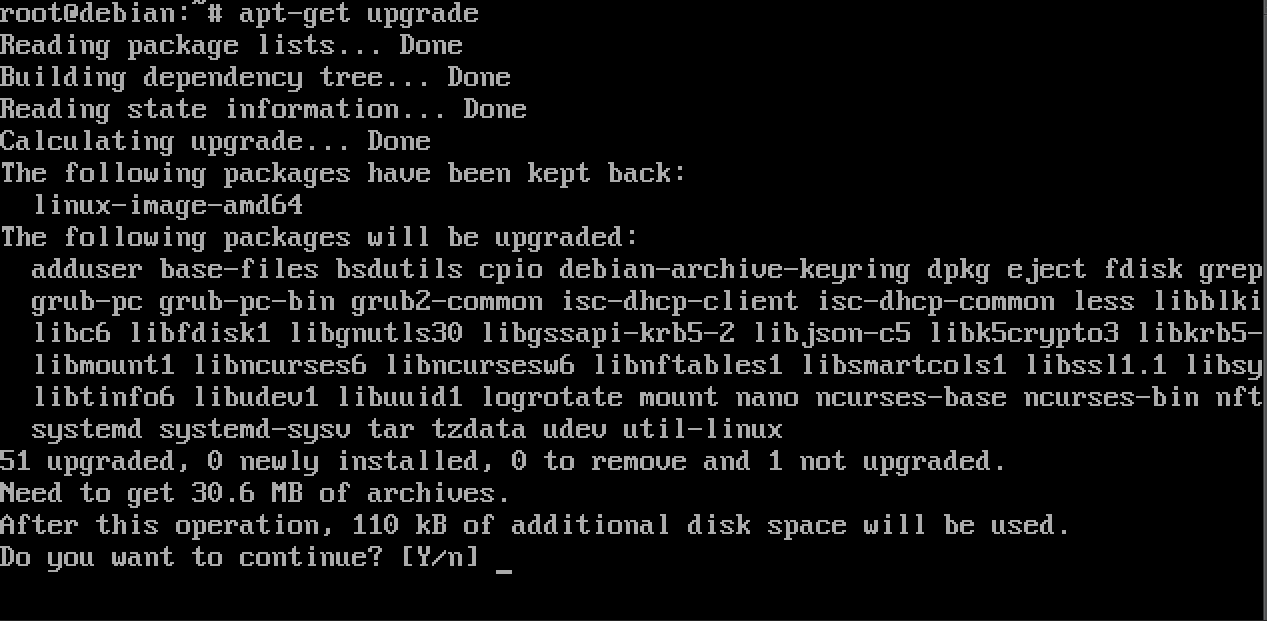 root@debian:~# apt-get upgrade
Reading package lists... Done
Building dependency tree... Done
Reading state information... Done
Calculating upgrade... Done
The following packages have been kept back:
  linux-image-amd64
The following packages will be upgraded:
  adduser base-files bsdutils cpio debian-archive-keyring dpkg eject fdisk grep
  grub-pc grub-pc-bin grub2-common isc-dhcp-client isc-dhcp-common less libblki
  libc6 libfdisk1 libgnutls30 libgssapi-krb5-2 libjson-c5 libk5crypto3 libkrb5-
  libmount1 libncurses6 libncursesw6 libnftables1 libsmartcols1 libssl1.1 libsy
  libtinfo6 libudev1 libuuid1 logrotate mount nano ncurses-base ncurses-bin nft
  systemd systemd-sysv tar tzdata udev util-linux
51 upgraded, 0 newly installed, 0 to remove and 1 not upgraded.
Need to get 30.6 MB of archives.
After this operation, 110 kB of additional disk space will be used.
Do you want to continue? [Y/n] _